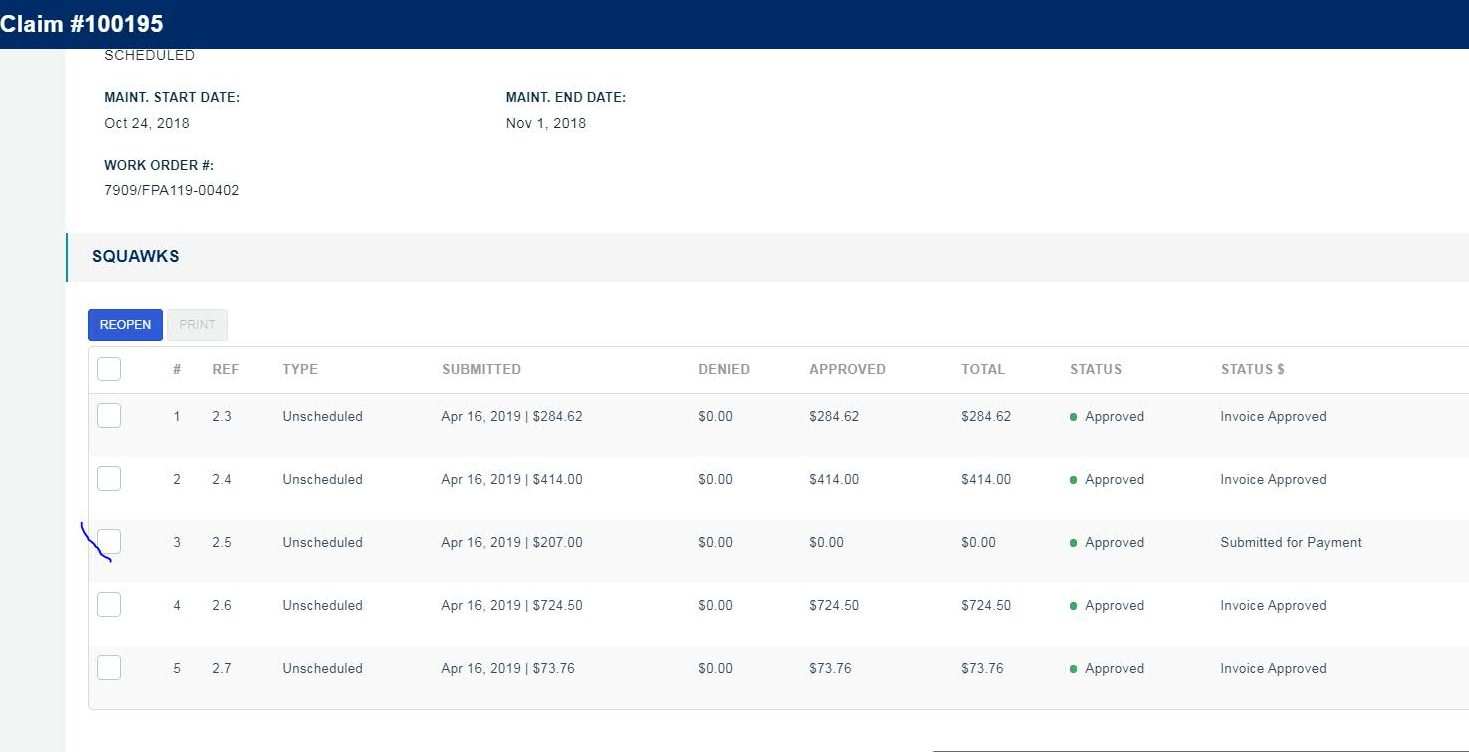 Claim #100195
SCHEDULED
MAINT. START DATE: MAINT. END DATE:
Oct 24, 2018 Nov 1, 2018
WORK ORDER #:
7909/FPA119-00402
SQUAWKS
REOPEN PRINT
# REF TYPE SUBMITTED DENIED APPROVED TOTAL STATUS STATUS $
1 2.3 Unscheduled Apr 16, 2019 | $284.62 $0.00 $284.62 $284.62 Approved Invoice Approved
2 2.4 Unscheduled Apr 16, 2019 | $414.00 $0.00 $414.00 $414.00 Approved Invoice Approved
3 2.5 Unscheduled Apr 16, 2019 | $207.00 $0.00 $0.00 $0.00 Approved Submitted for Payment
4 2.6 Unscheduled Apr 16, 2019 | $724.50 $0.00 $724.50 $724.50 Approved Invoice Approved
5 2.7 Unscheduled Apr 16, 2019 | $73.76 $0.00 $73.76 $73.76 Approved Invoice Approved